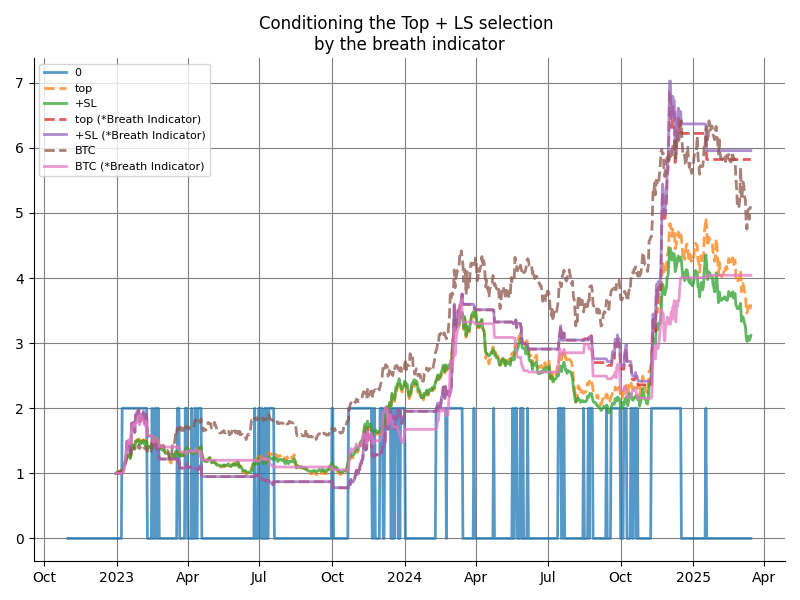 Conditioning the Top + LS selection
by the breath indicator
0
top
+SL
top (*Breath Indicator)
+SL (*Breath Indicator)
BTC
BTC (*Breath Indicator)
7
6
5
4
3
2
1
0
Oct
2023
Apr
Jul
Oct
2024
Apr
Jul
Oct
2025
Apr